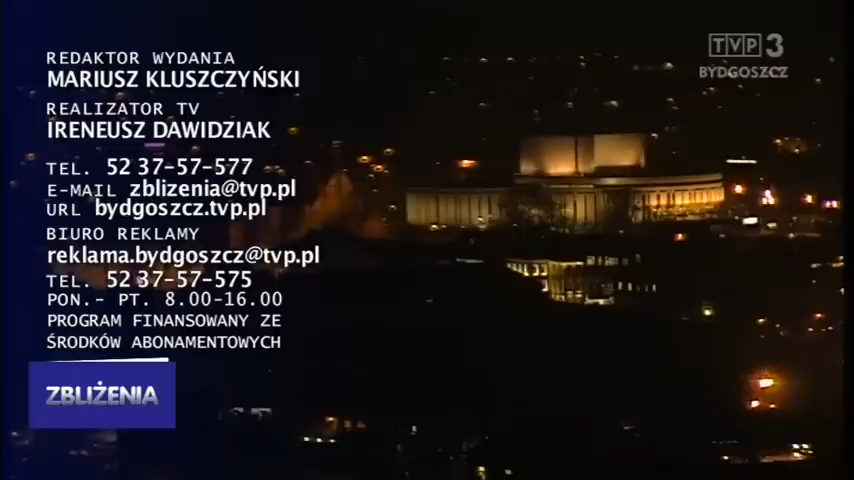 REDAKTOR WYDANIA
MARIUSZ KLUSZCZYŃSKI
REALIZATOR TV
IRENEUSZ DAWIDZIAK
TEL. 52 37-57-577
E-MAIL zblizenia@tvp.pl
URL bydgoszcz.tvp.pl
BIURO REKLAMY
reklama.bydgoszcz@tvp.pl
TEL. 52 37-57-575
PON.- PT. 8.00-16.00
PROGRAM FINANSOWANY ZE
ŚRODKÓW ABONAMENTOWYCH
ZBLIŻENIA
TVP3
BYDGOSZCZ